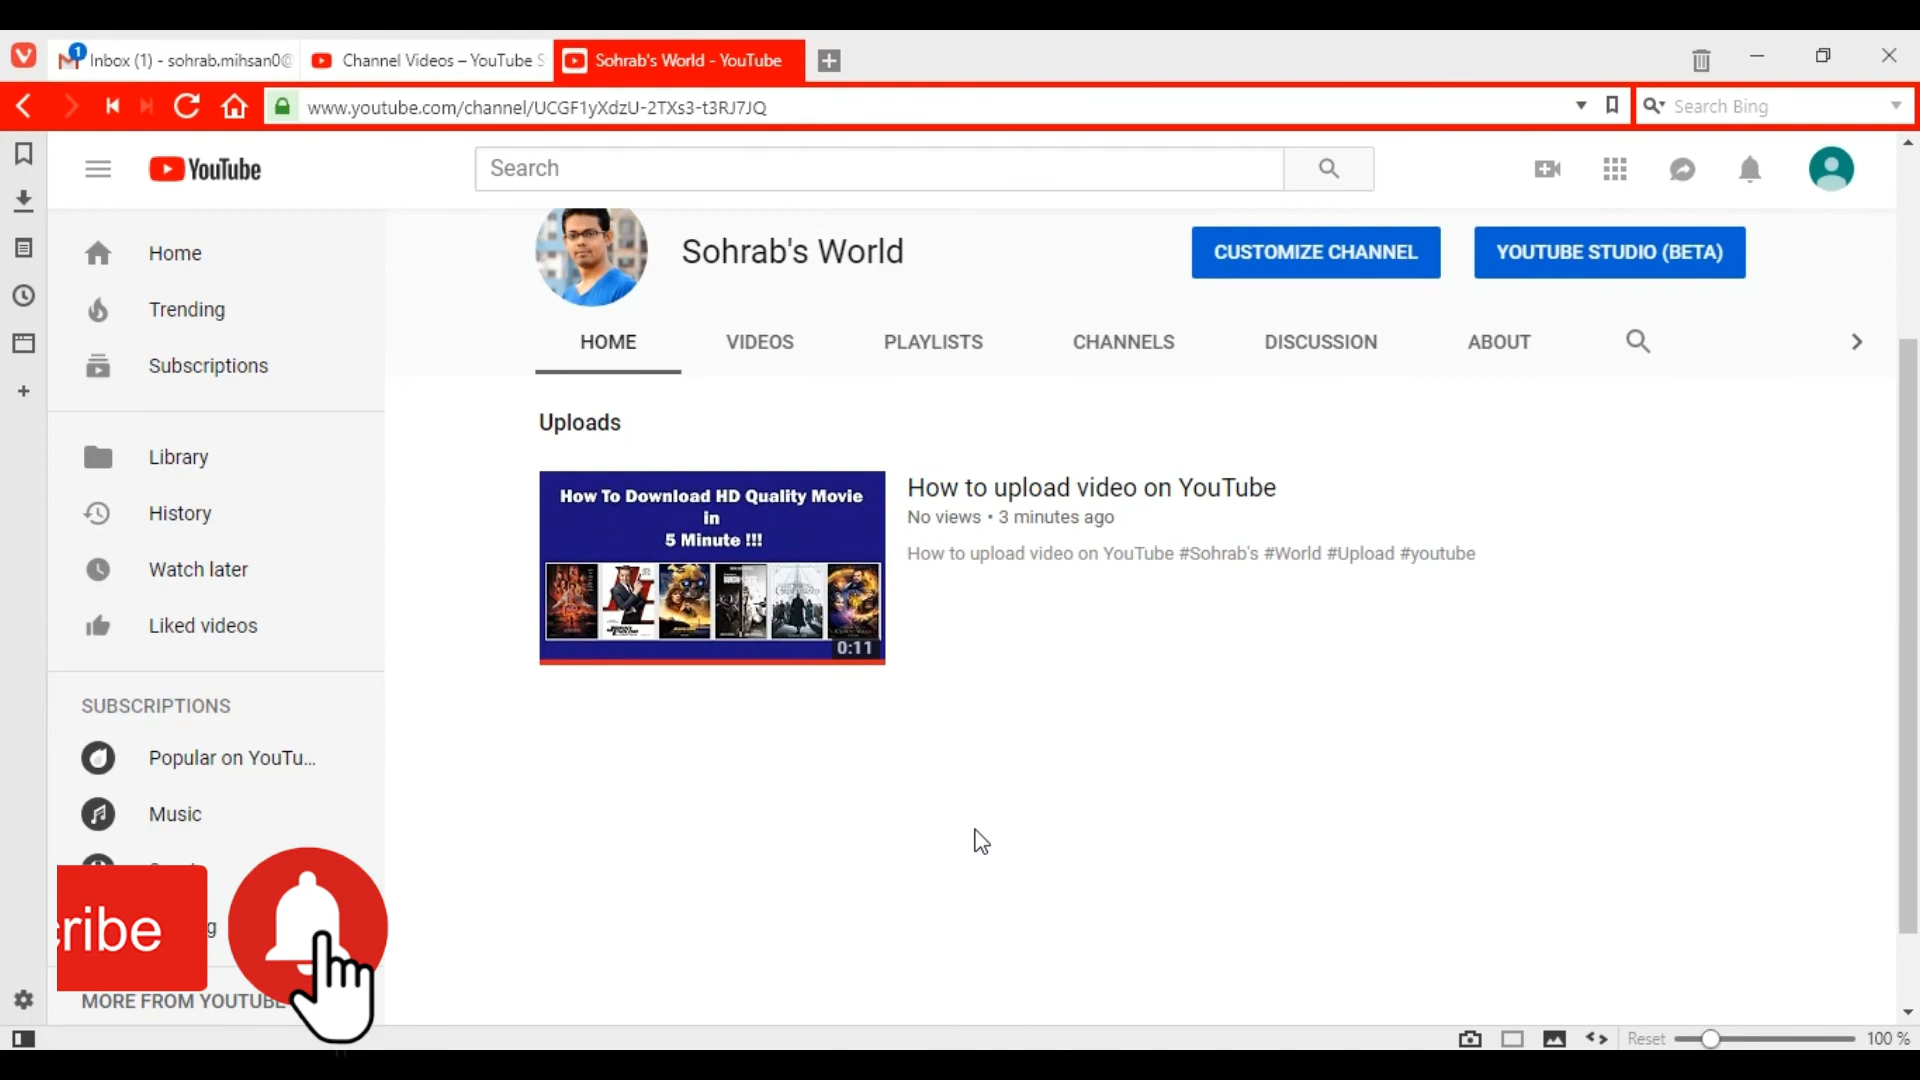 1
Inbox (1) - sohrab.mihsan0@
Channel Videos – YouTube S
Sohrab's World - YouTube
www.youtube.com/channel/UCGF1yXdzU-2TXs3-t3RJ7JQ
Search Bing
YouTube
Search
Home
Trending
Subscriptions
Library
History
Watch later
Liked videos
SUBSCRIPTIONS
Popular on YouTu...
Music
cribe
g
MORE FROM YOUTUBE
Sohrab's World
CUSTOMIZE CHANNEL
YOUTUBE STUDIO (BETA)
HOME VIDEOS PLAYLISTS CHANNELS DISCUSSION ABOUT
Uploads
How To Download HD Quality Movie
in
5 Minute !!!
0:11
How to upload video on YouTube
No views • 3 minutes ago
How to upload video on YouTube #Sohrab's #World #Upload #youtube
Reset
100 %